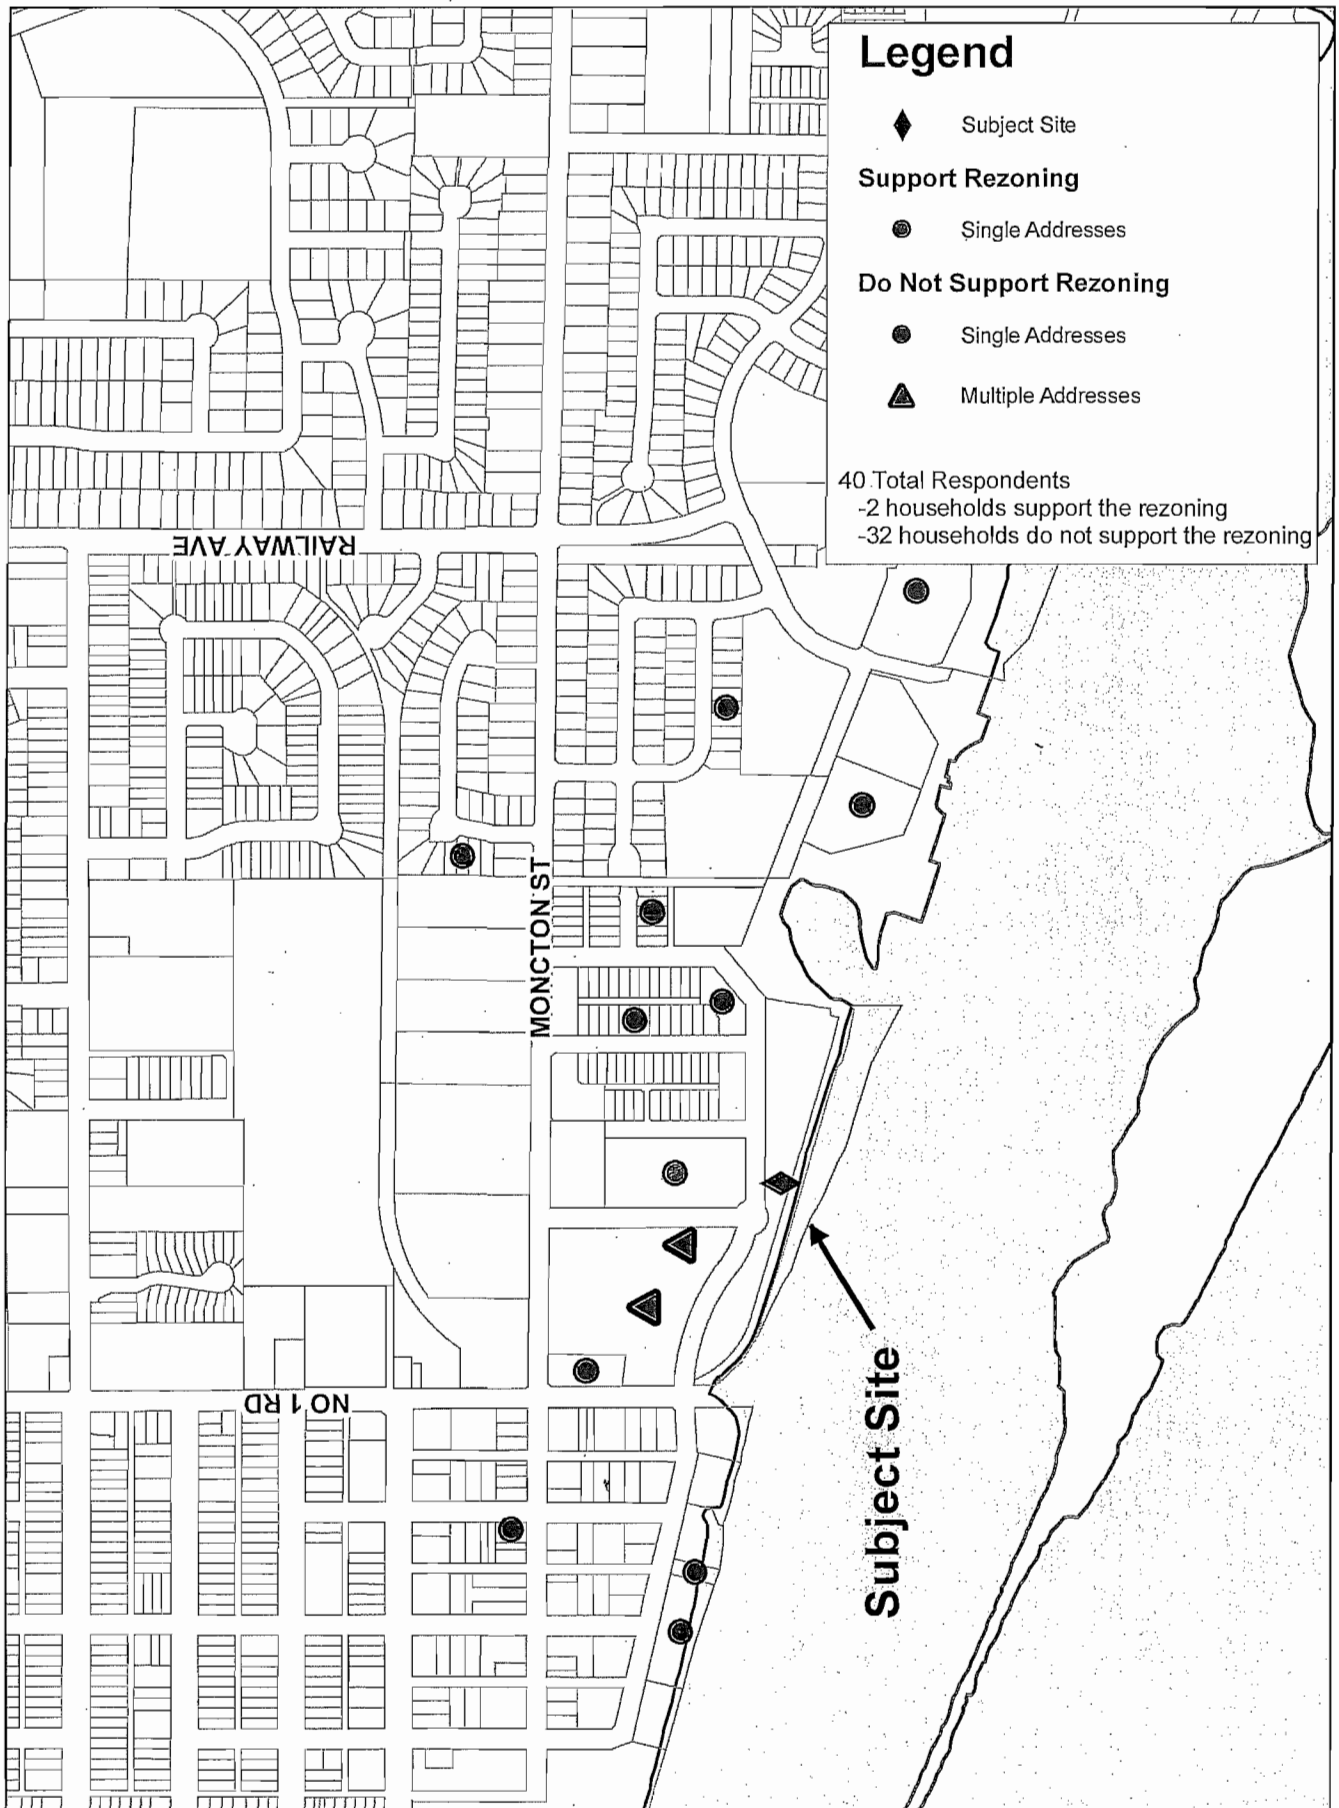 Legend
Subject Site
Support Rezoning
Single Addresses
Do Not Support Rezoning
Single Addresses
Multiple Addresses
40 Total Respondents
-2 households support the rezoning
-32 households do not support the rezoning
RAILWAY AVE
MONCTON ST
NO 1 RD
Subject Site